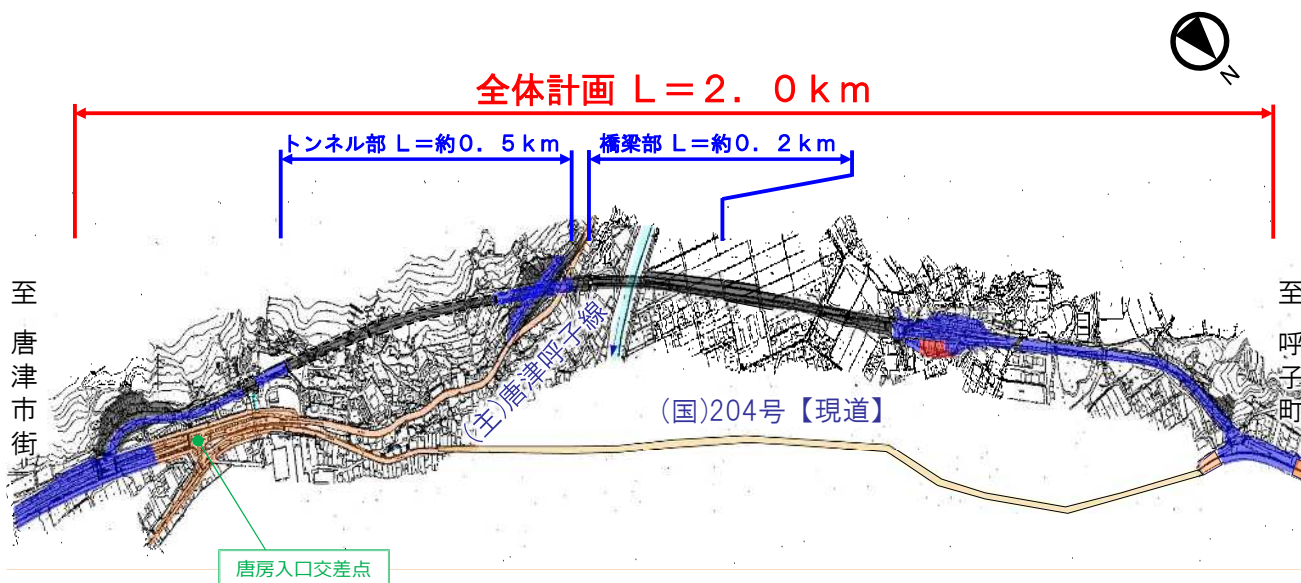 N
全体計画 L=2．0km
トンネル部 L=約0．5km
橋梁部 L=約0．2km
至 唐津市街
至 呼子町
(主)唐津呼子線
(国)204号【現道】
唐房入口交差点